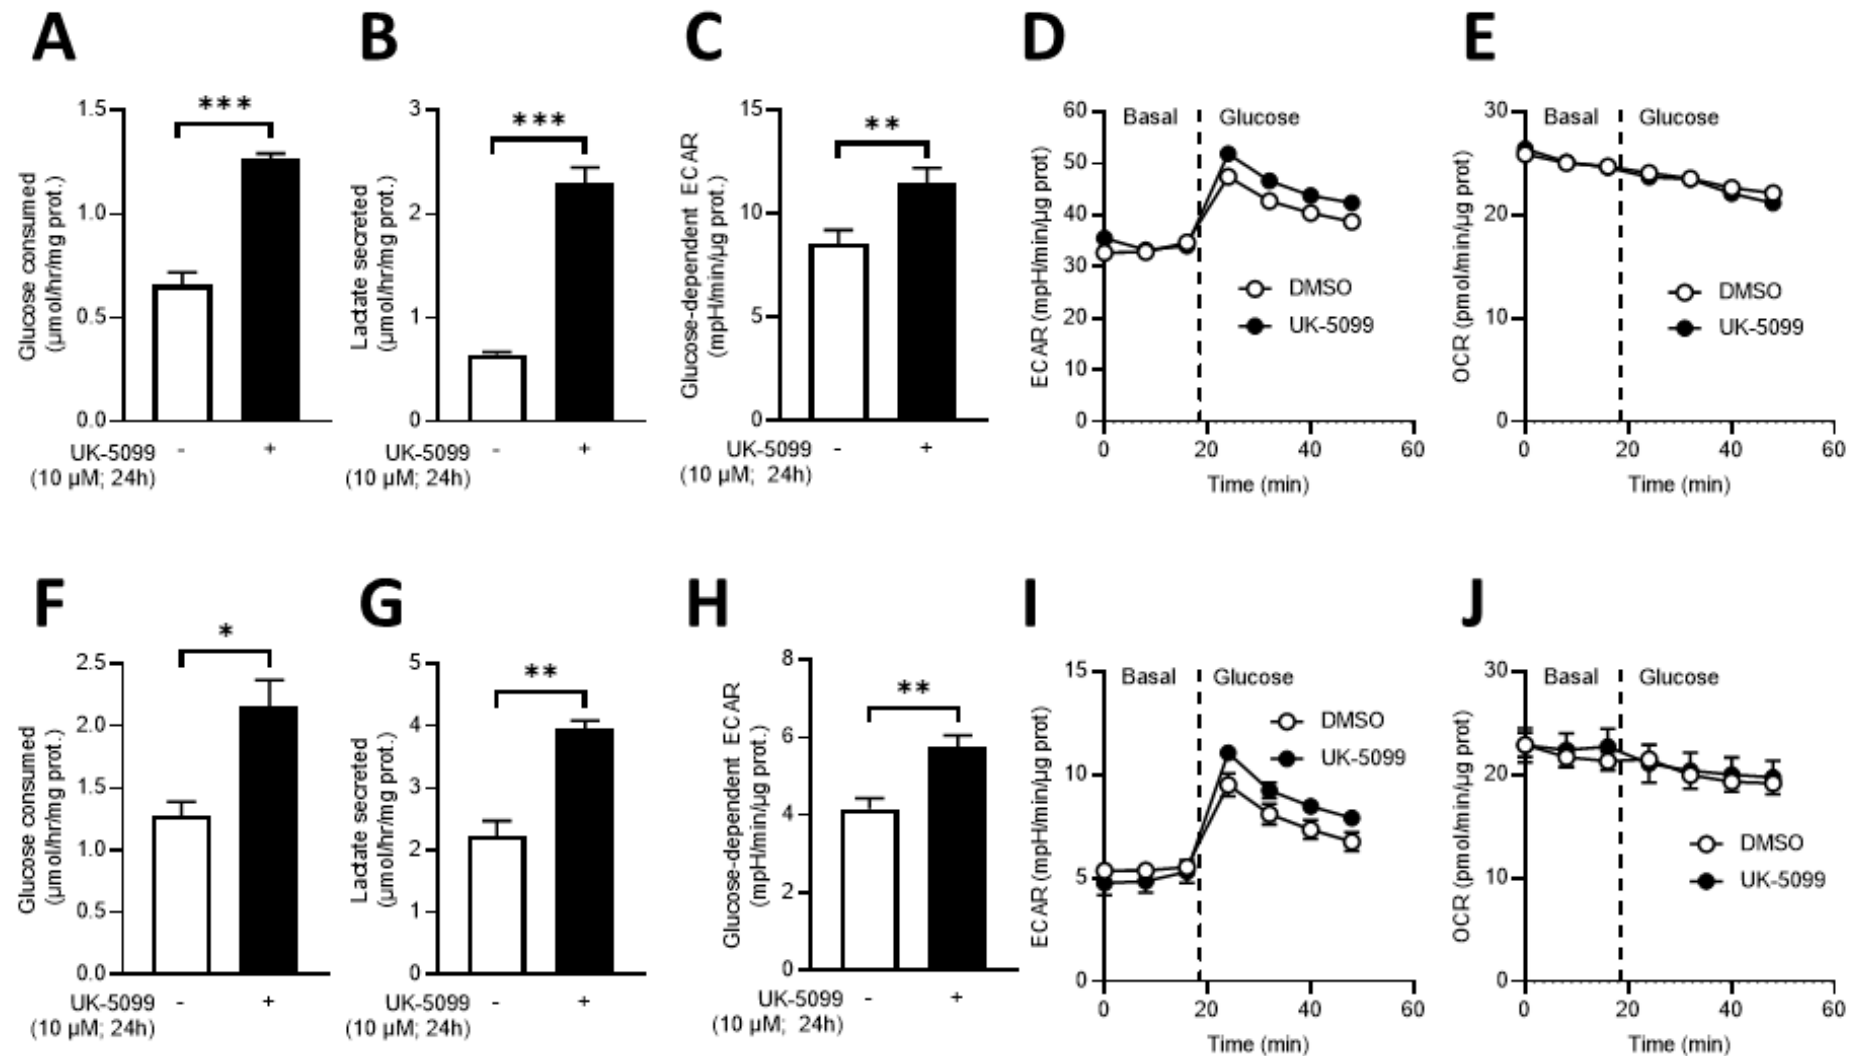 A
B
C
D
E
Glucose consumed
(µmol/hr/mg prot.)
1.5
1.0
0.5
0.0
***
UK-5099 - +
(10 µM; 24h)
Lactate secreted
(µmol/hr/mg prot.)
3
2
1
0
***
UK-5099 - +
(10 µM; 24h)
Glucose-dependent ECAR
(mpH/min/µg prot.)
15
10
5
0
**
UK-5099 - +
(10 µM; 24h)
ECAR (mpH/min/µg prot)
60
50
40
30
20
10
0
Basal Glucose
DMSO
UK-5099
0 20 40 60
Time (min)
OCR (pmol/min/µg prot)
30
20
10
0
Basal Glucose
DMSO
UK-5099
0 20 40 60
Time (min)
F
G
H
I
J
Glucose consumed
(µmol/hr/mg prot.)
2.5
2.0
1.5
1.0
0.5
0.0
*
UK-5099 - +
(10 µM; 24h)
Lactate secreted
(µmol/hr/mg prot.)
5
4
3
2
1
0
**
UK-5099 - +
(10 µM; 24h)
Glucose-dependent ECAR
(mpH/min/µg prot.)
8
6
4
2
0
**
UK-5099 - +
(10 µM; 24h)
ECAR (mpH/min/µg prot)
15
10
5
0
Basal Glucose
DMSO
UK-5099
0 20 40 60
Time (min)
OCR (pmol/min/µg prot)
30
20
10
0
Basal Glucose
DMSO
UK-5099
0 20 40 60
Time (min)